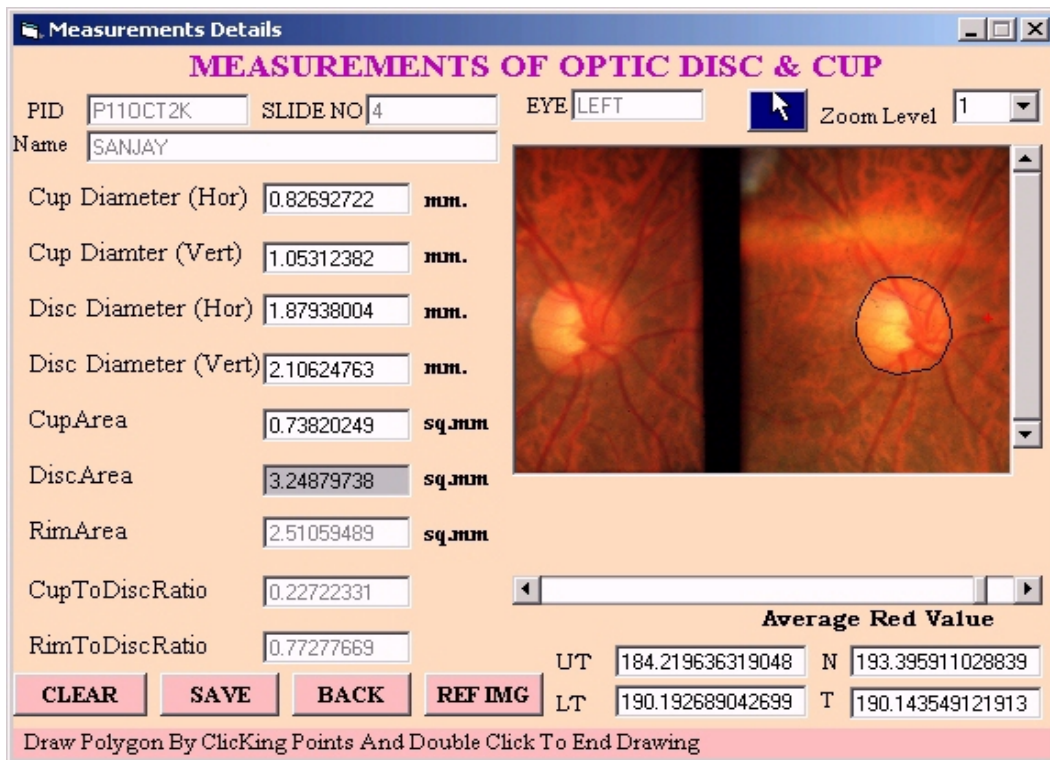 Measurements Details
MEASUREMENTS OF OPTIC DISC & CUP
PID P110CT2K SLIDE NO 4 EYE LEFT Zoom Level 1
Name SANJAY
Cup Diameter (Hor) 0.82692722 mm.
Cup Diamter (Vert) 1.05312382 mm.
Disc Diameter (Hor) 1.87938004 mm.
Disc Diameter (Vert) 2.10624763 mm.
CupArea 0.73820249 sq.mm
DiscArea 3.24879738 sq.mm
RimArea 2.51059489 sq.mm
CupToDiscRatio 0.22722331
RimToDiscRatio 0.77277669
Average Red Value
UT 184.219636319048 N 193.395911028839
LT 190.192689042699 T 190.143549121913
CLEAR SAVE BACK REF IMG
Draw Polygon By ClicKing Points And Double Click To End Drawing